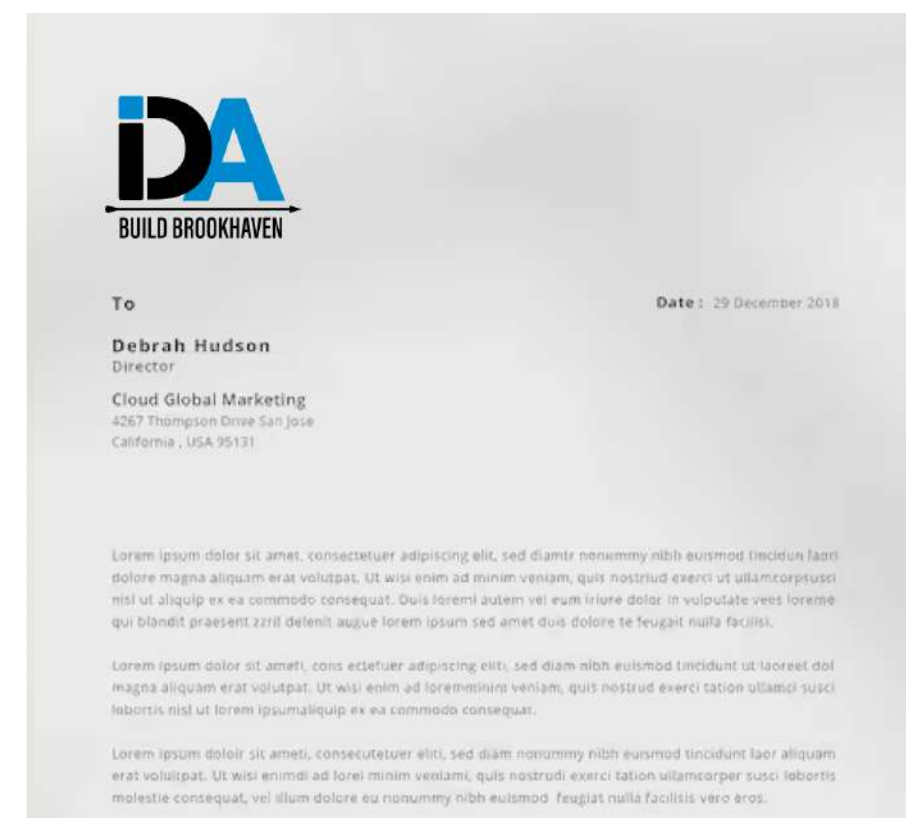 iDA
BUILD BROOKHAVEN
To
Date : 29 December 2018
Debrah Hudson
Director
Cloud Global Marketing
4267 Thompson Drive San Jose
California , USA 95131
Lorem ipsum dolor sit amet, consectetuer adipiscing elit, sed diamtr nonummy nibh euismod tincidun laori
dolore magna aliquam erat volutpat. Ut wisi enim ad minim veniam, quis nostriud exerci ut ullamcorpsusci
nisl ut aliquip ex ea commodo consequat. Duis loremi autem vel eum iriure dolor in vulputate vees loreme
qui blandit praesent zzril delenit augue lorem ipsum sed amet duis dolore te feugait nulla facilisi.
Lorem ipsum dolor sit ameti, cons ectetuer adipiscing eliti, sed diam nibh euismod tincidunt ut laoreet dol
magna aliquam erat volutpat. Ut wisi enim ad loremminim veniam, quis nostrud exerci tation ullamci susci
lobortis nisl ut lorem ipsumaliquip ex ea commodo consequat.
Lorem ipsum doloir sit ameti, consecutetuer eliti, sed diam nonummy nibh euismod tincidunt laor aliquam
erat voluitpat. Ut wisi enimdi ad lorei minim veniami, quis nostrudi exerci tation ullamcorper susci lobortis
molestie consequat, vel illum dolore eu nonummy nibh euismod feugiat nulla facilisis vero eros.